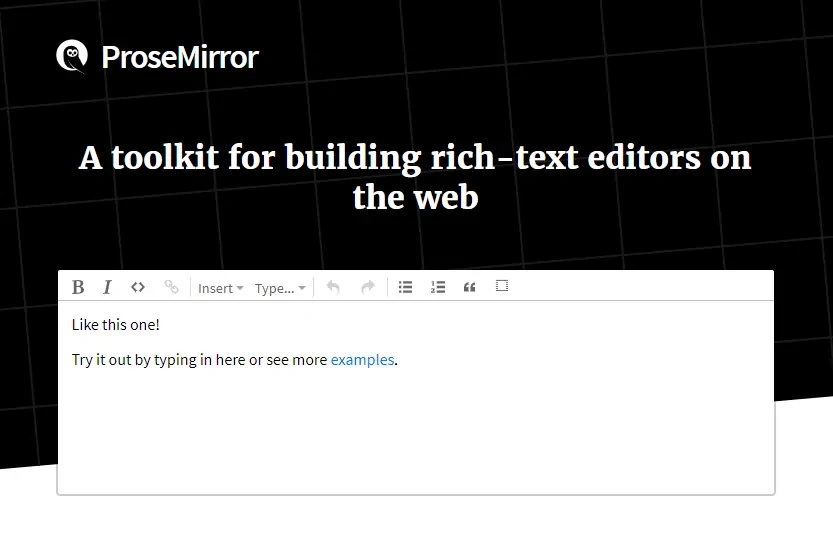 ProseMirror
A toolkit for building rich-text editors on
the web
B I <> Insert Type...
Like this one!
Try it out by typing in here or see more examples.